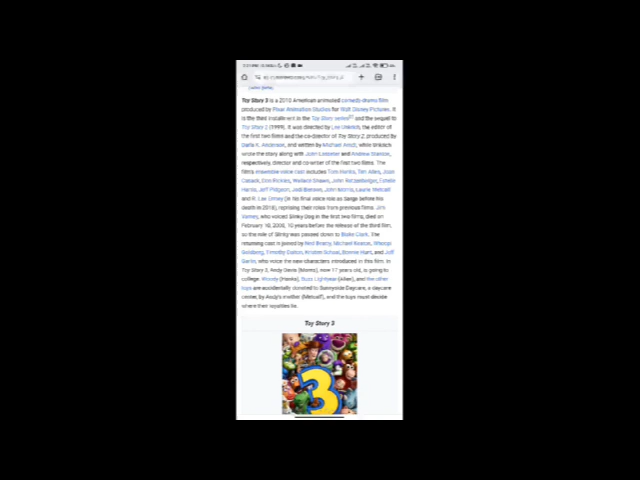 Toy Story 3 is a 2010 American animated comedy-drama film
produced by Pixar Animation Studios for Walt Disney Pictures. It
is the third installment in the Toy Story series and the sequel to
Toy Story 2 (1999). It was directed by Lee Unkrich, the editor of
the first two films and the co-director of Toy Story 2, produced by
Darla K. Anderson, and written by Michael Arndt, while Unkrich
wrote the story along with John Lasseter and Andrew Stanton,
respectively, director and co-writer of the first two films. The
films ensemble voice cast includes Tom Hanks, Tim Allen, Joan
Cusack, Don Rickles, Wallace Shawn, John Ratzenberger, Estelle
Harris, Jeff Pidgeon, Jodi Benson, John Morris, Laurie Metcalf
and R. Lee Ermey (in his final voice role as Sarge before his
death in 2018), reprising their roles from previous films. Jim
Varney, who voiced Slinky Dog in the first two films, died on
February 10, 2000, 10 years before the release of the third film,
so the role of Slinky was passed down to Blake Clark. The
returning cast is joined by Ned Beatty, Michael Keaton, Whoopi
Goldberg, Timothy Dalton, Kristen Schaal, Bonnie Hunt, and Jeff
Garlin, who voice the new characters introduced in this film. In
Toy Story 3, Andy Davis (Morris), now 17 years old, is going to
college. Woody (Hanks), Buzz Lightyear (Allen), and the other
toys are accidentally donated to Sunnyside Daycare, a daycare
center, by Andy's mother (Metcalf), and the toys must decide
where their loyalties lie.
Toy Story 3
3